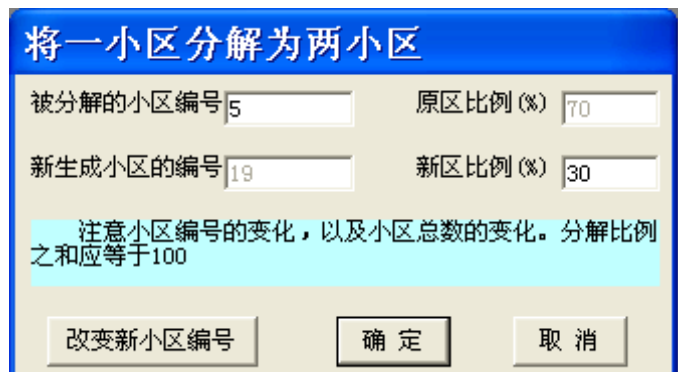 将一小区分解为两小区
被分解的小区编号 5 原区比例(%) 70
新生成小区的编号 19 新区比例(%) 30
注意小区编号的变化，以及小区总数的变化。分解比例
之和应等于100
改变新小区编号 确 定 取 消